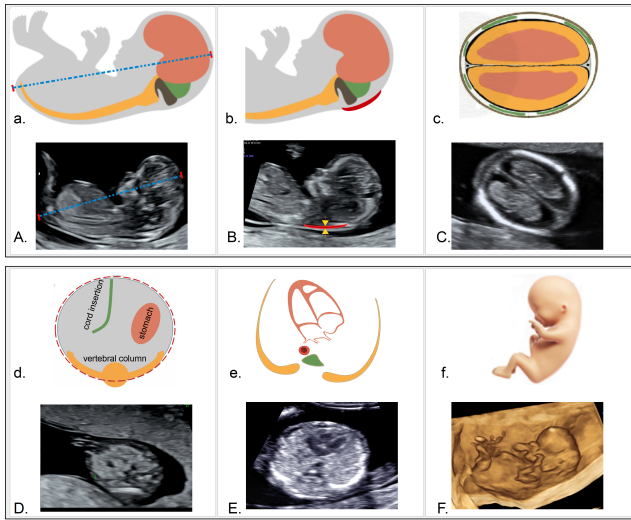 a.
b.
c.
A.
B.
C.
cord insertion
stomach
vertebral column
d.
e.
f.
D.
E.
F.